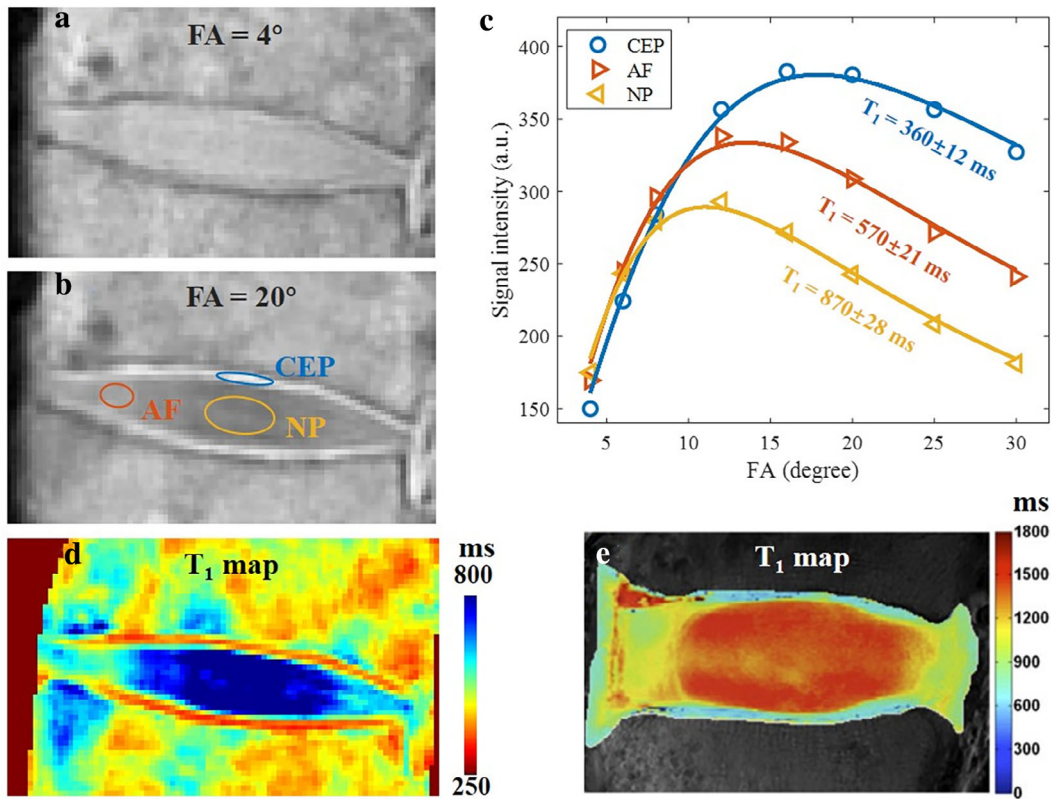 a
FA = 4°
b
FA = 20°
CEP
AF
NP
c
CEP
AF
NP
T₁ = 360±12 ms
T₁ = 570±21 ms
T₁ = 870±28 ms
Signal intensity (a.u.)
400
350
300
250
200
150
5
10
15
20
25
30
FA (degree)
d
T₁ map
ms
800
250
e
T₁ map
ms
1800
1500
1200
900
600
300
0